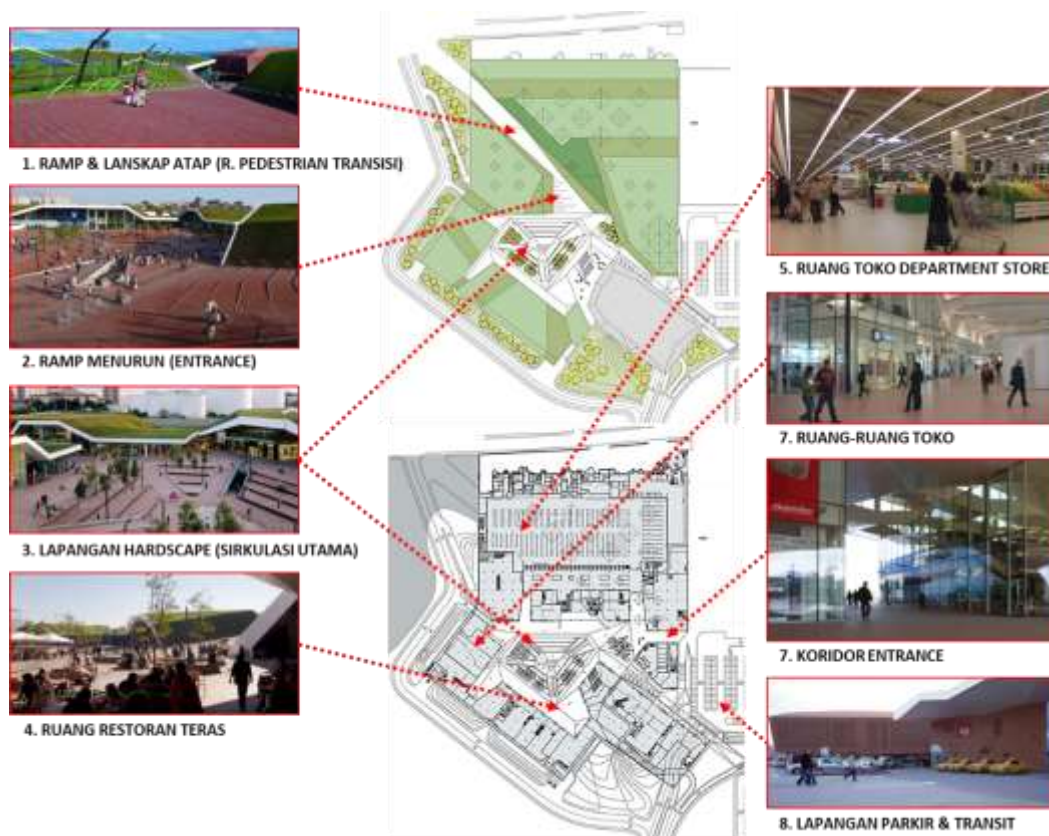 1. RAMP & LANSKAP ATAP (R. PEDESTRIAN TRANSISI)
2. RAMP MENURUN (ENTRANCE)
3. LAPANGAN HARDSCAPE (SIRKULASI UTAMA)
4. RUANG RESTORAN TERAS
5. RUANG TOKO DEPARTMENT STORE
7. RUANG-RUANG TOKO
7. KORIDOR ENTRANCE
8. LAPANGAN PARKIR & TRANSIT